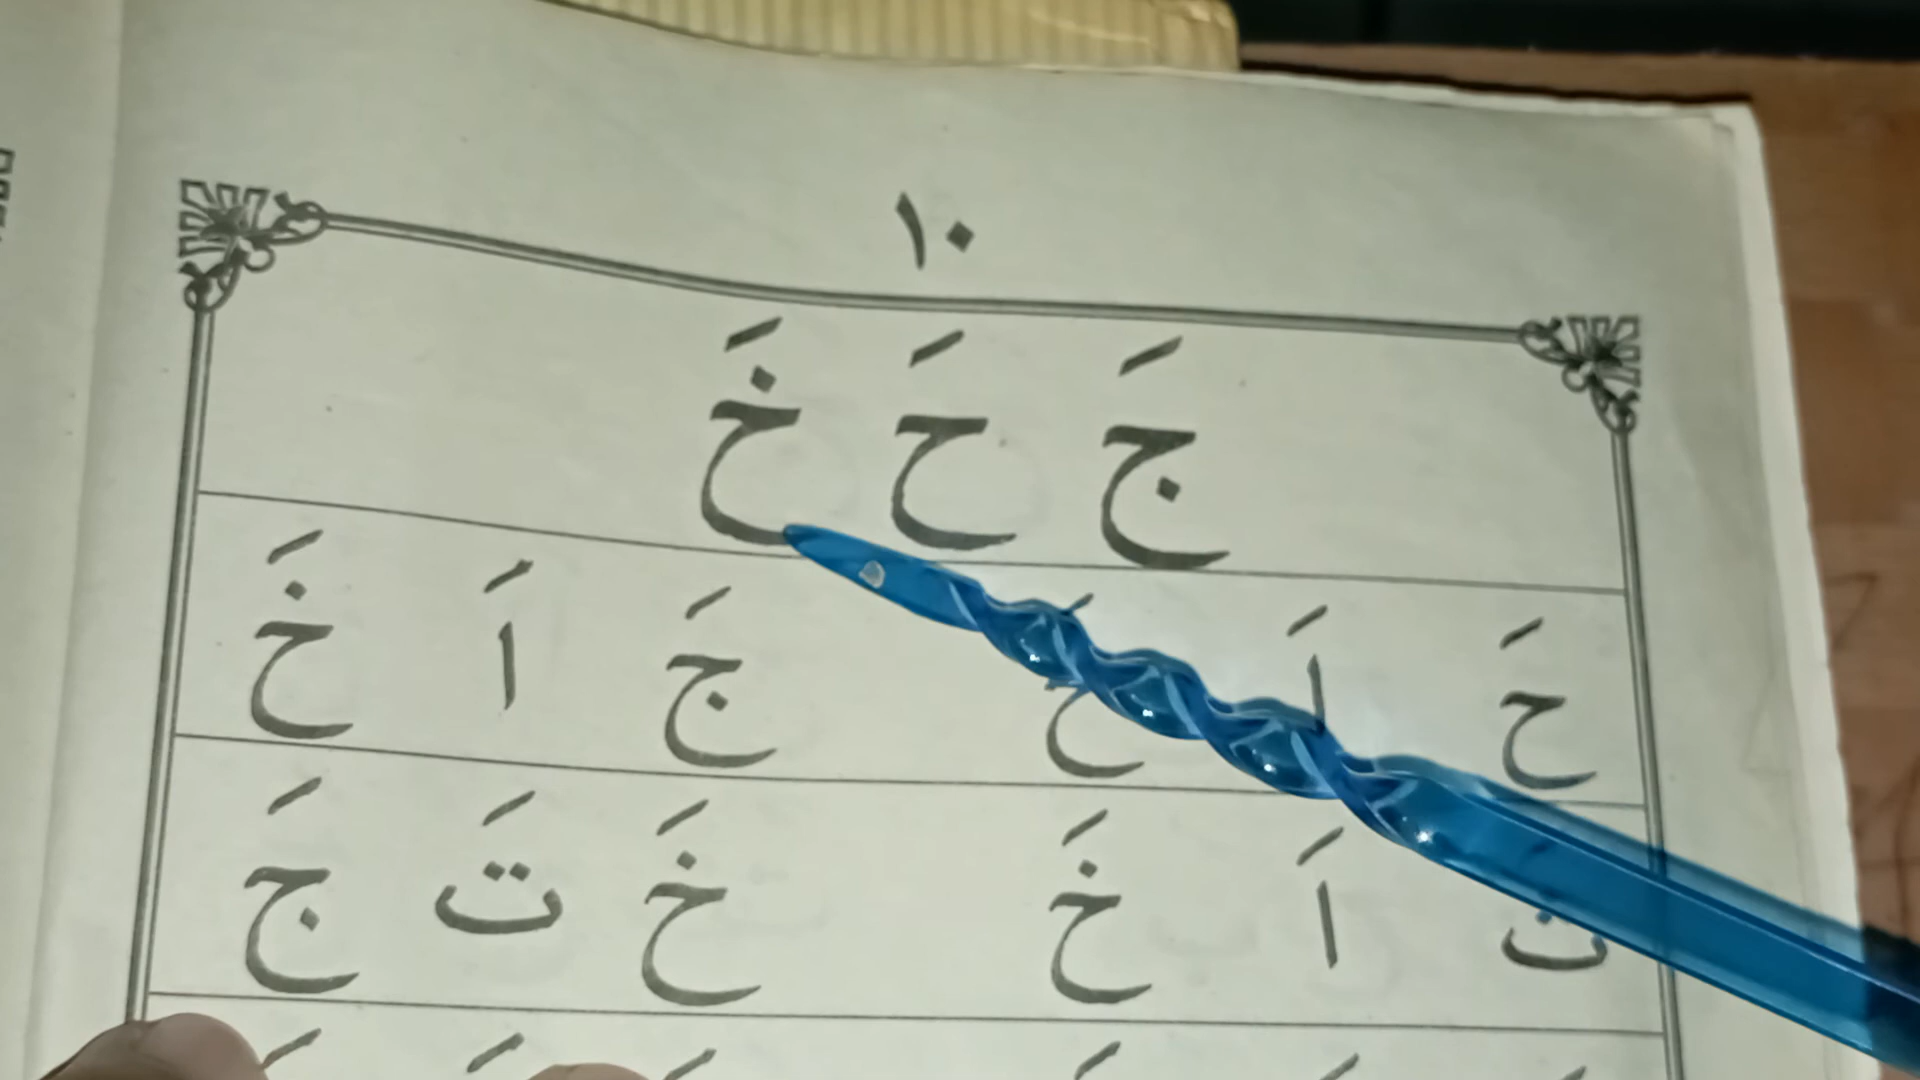 ١٠
جَ حَ خَ
حَ اَ جَ اَ خَ
اَ خَ خَ تَ جَ